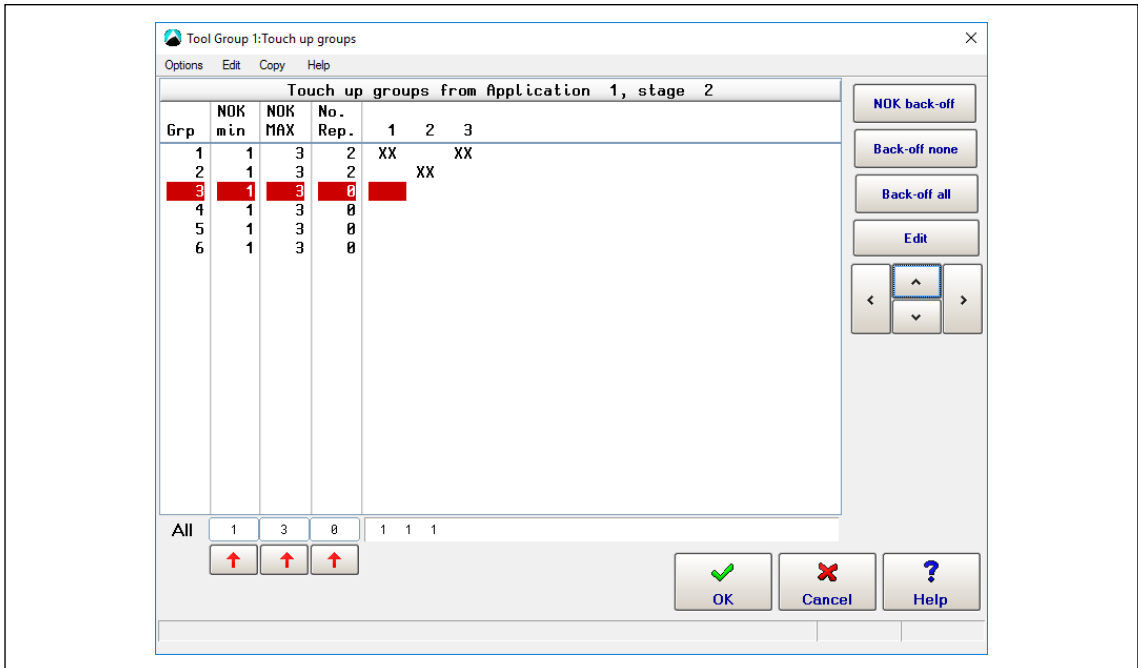 Tool Group 1:Touch up groups
Options Edit Copy Help
Touch up groups from Application 1, stage 2
NOK NOK No.
Grp min MAX Rep. 1 2 3
1 1 3 2 XX XX
2 1 3 2 XX
3 1 3 0
4 1 3 0
5 1 3 0
6 1 3 0
All 1 3 0 1 1 1
NOK back-off
Back-off none
Back-off all
Edit
OK Cancel Help